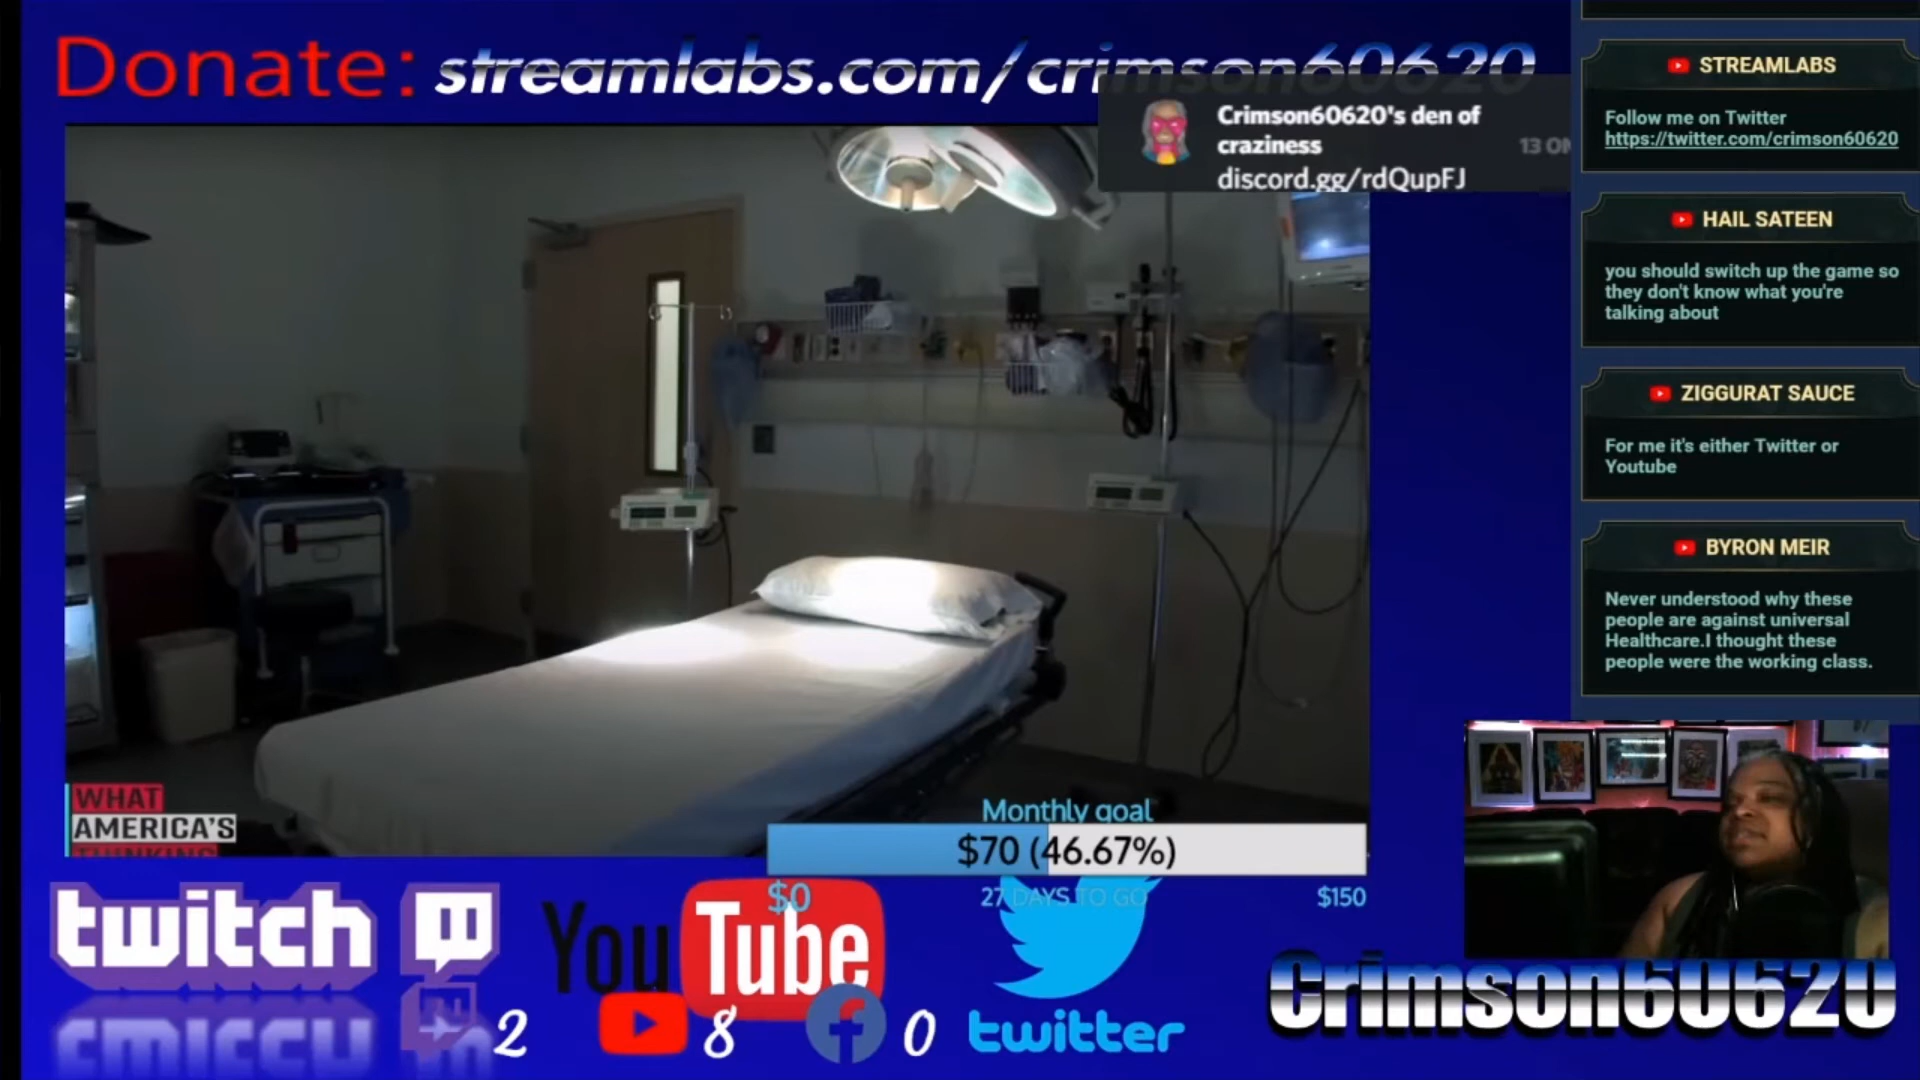 Donate: streamlabs.com/crimson60620
Crimson60620's den of
craziness
discord.gg/rdQupFJ
STREAMLABS
Follow me on Twitter
https://twitter.com/crimson60620
HAIL SATEEN
you should switch up the game so
they don't know what you're
talking about
ZIGGURAT SAUCE
For me it's either Twitter or
Youtube
BYRON MEIR
Never understood why these
people are against universal
Healthcare.I thought these
people were the working class.
WHAT
AMERICA'S
THINKING
Monthly goal
$70 (46.67%)
$0
27 DAYS TO GO
$150
twitch
YouTube
2
8
0
twitter
Crimson60620